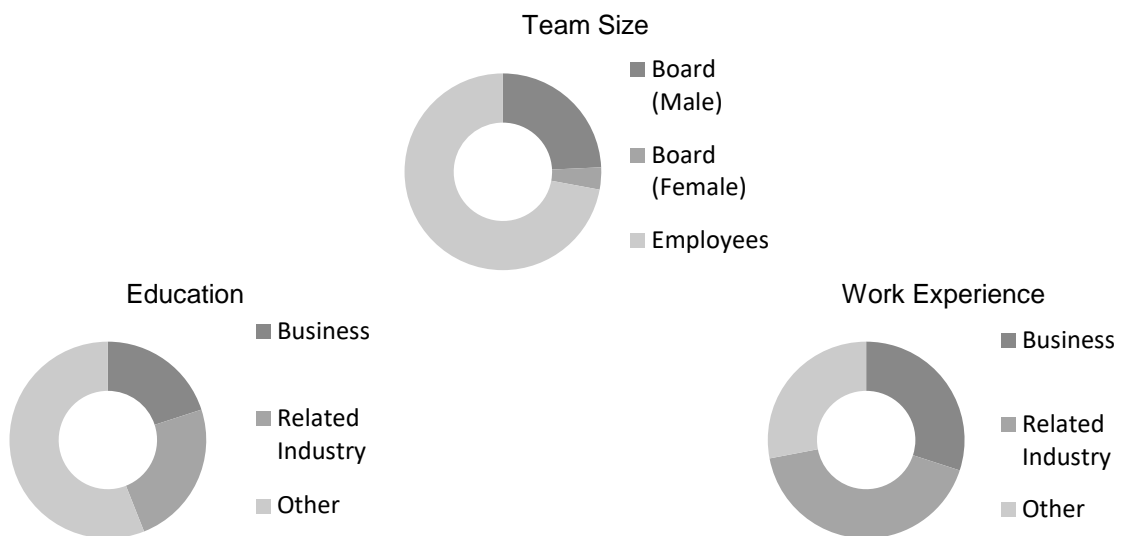 Team Size
Board
(Male)
Board
(Female)
Employees
Education
Business
Related
Industry
Other
Work Experience
Business
Related
Industry
Other